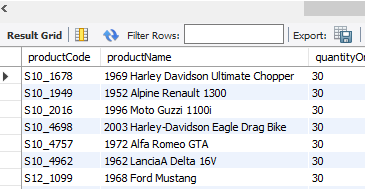 Result Grid Filter Rows: Export:
productCode productName quantityOr
S10_1678 1969 Harley Davidson Ultimate Chopper 30
S10_1949 1952 Alpine Renault 1300 30
S10_2016 1996 Moto Guzzi 1100i 30
S10_4698 2003 Harley-Davidson Eagle Drag Bike 30
S10_4757 1972 Alfa Romeo GTA 30
S10_4962 1962 LanciaA Delta 16V 30
S12_1099 1968 Ford Mustang 30